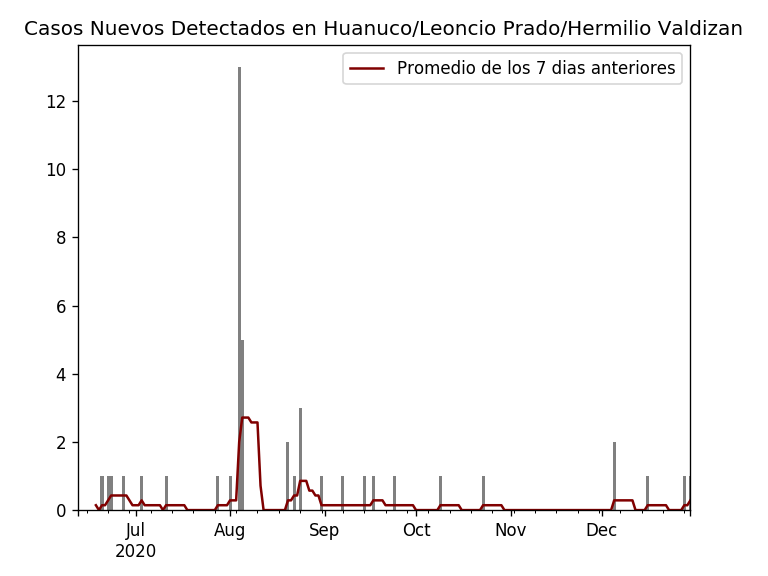 Casos Nuevos Detectados en Huanuco/Leoncio Prado/Hermilio Valdizan
Promedio de los 7 dias anteriores
12
10
8
6
4
2
0
Jul Aug Sep Oct Nov Dec
2020